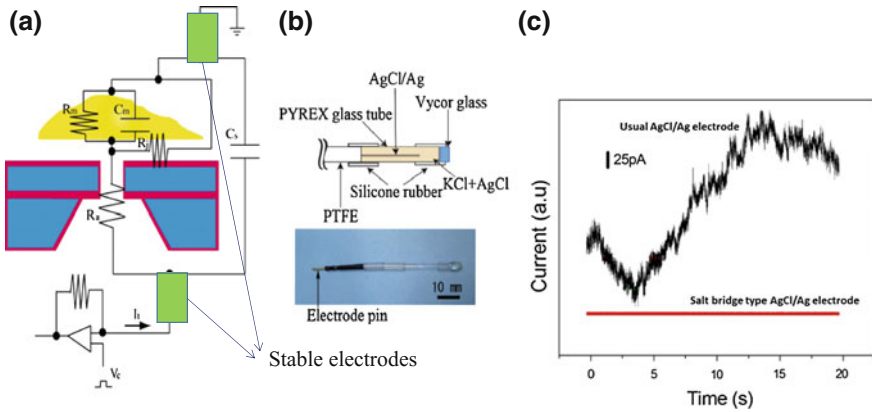 (a)
Rm
Cm
Rj
Cs
Ra
I1
Vc
Stable electrodes
(b)
AgCl/Ag
Vycor glass
PYREX glass tube
Silicone rubber
KCl+AgCl
PTFE
10 mm
Electrode pin
(c)
Usual AgCl/Ag electrode
25pA
Salt bridge type AgCl/Ag electrode
Current (a.u)
0 5 10 15 20
Time (s)